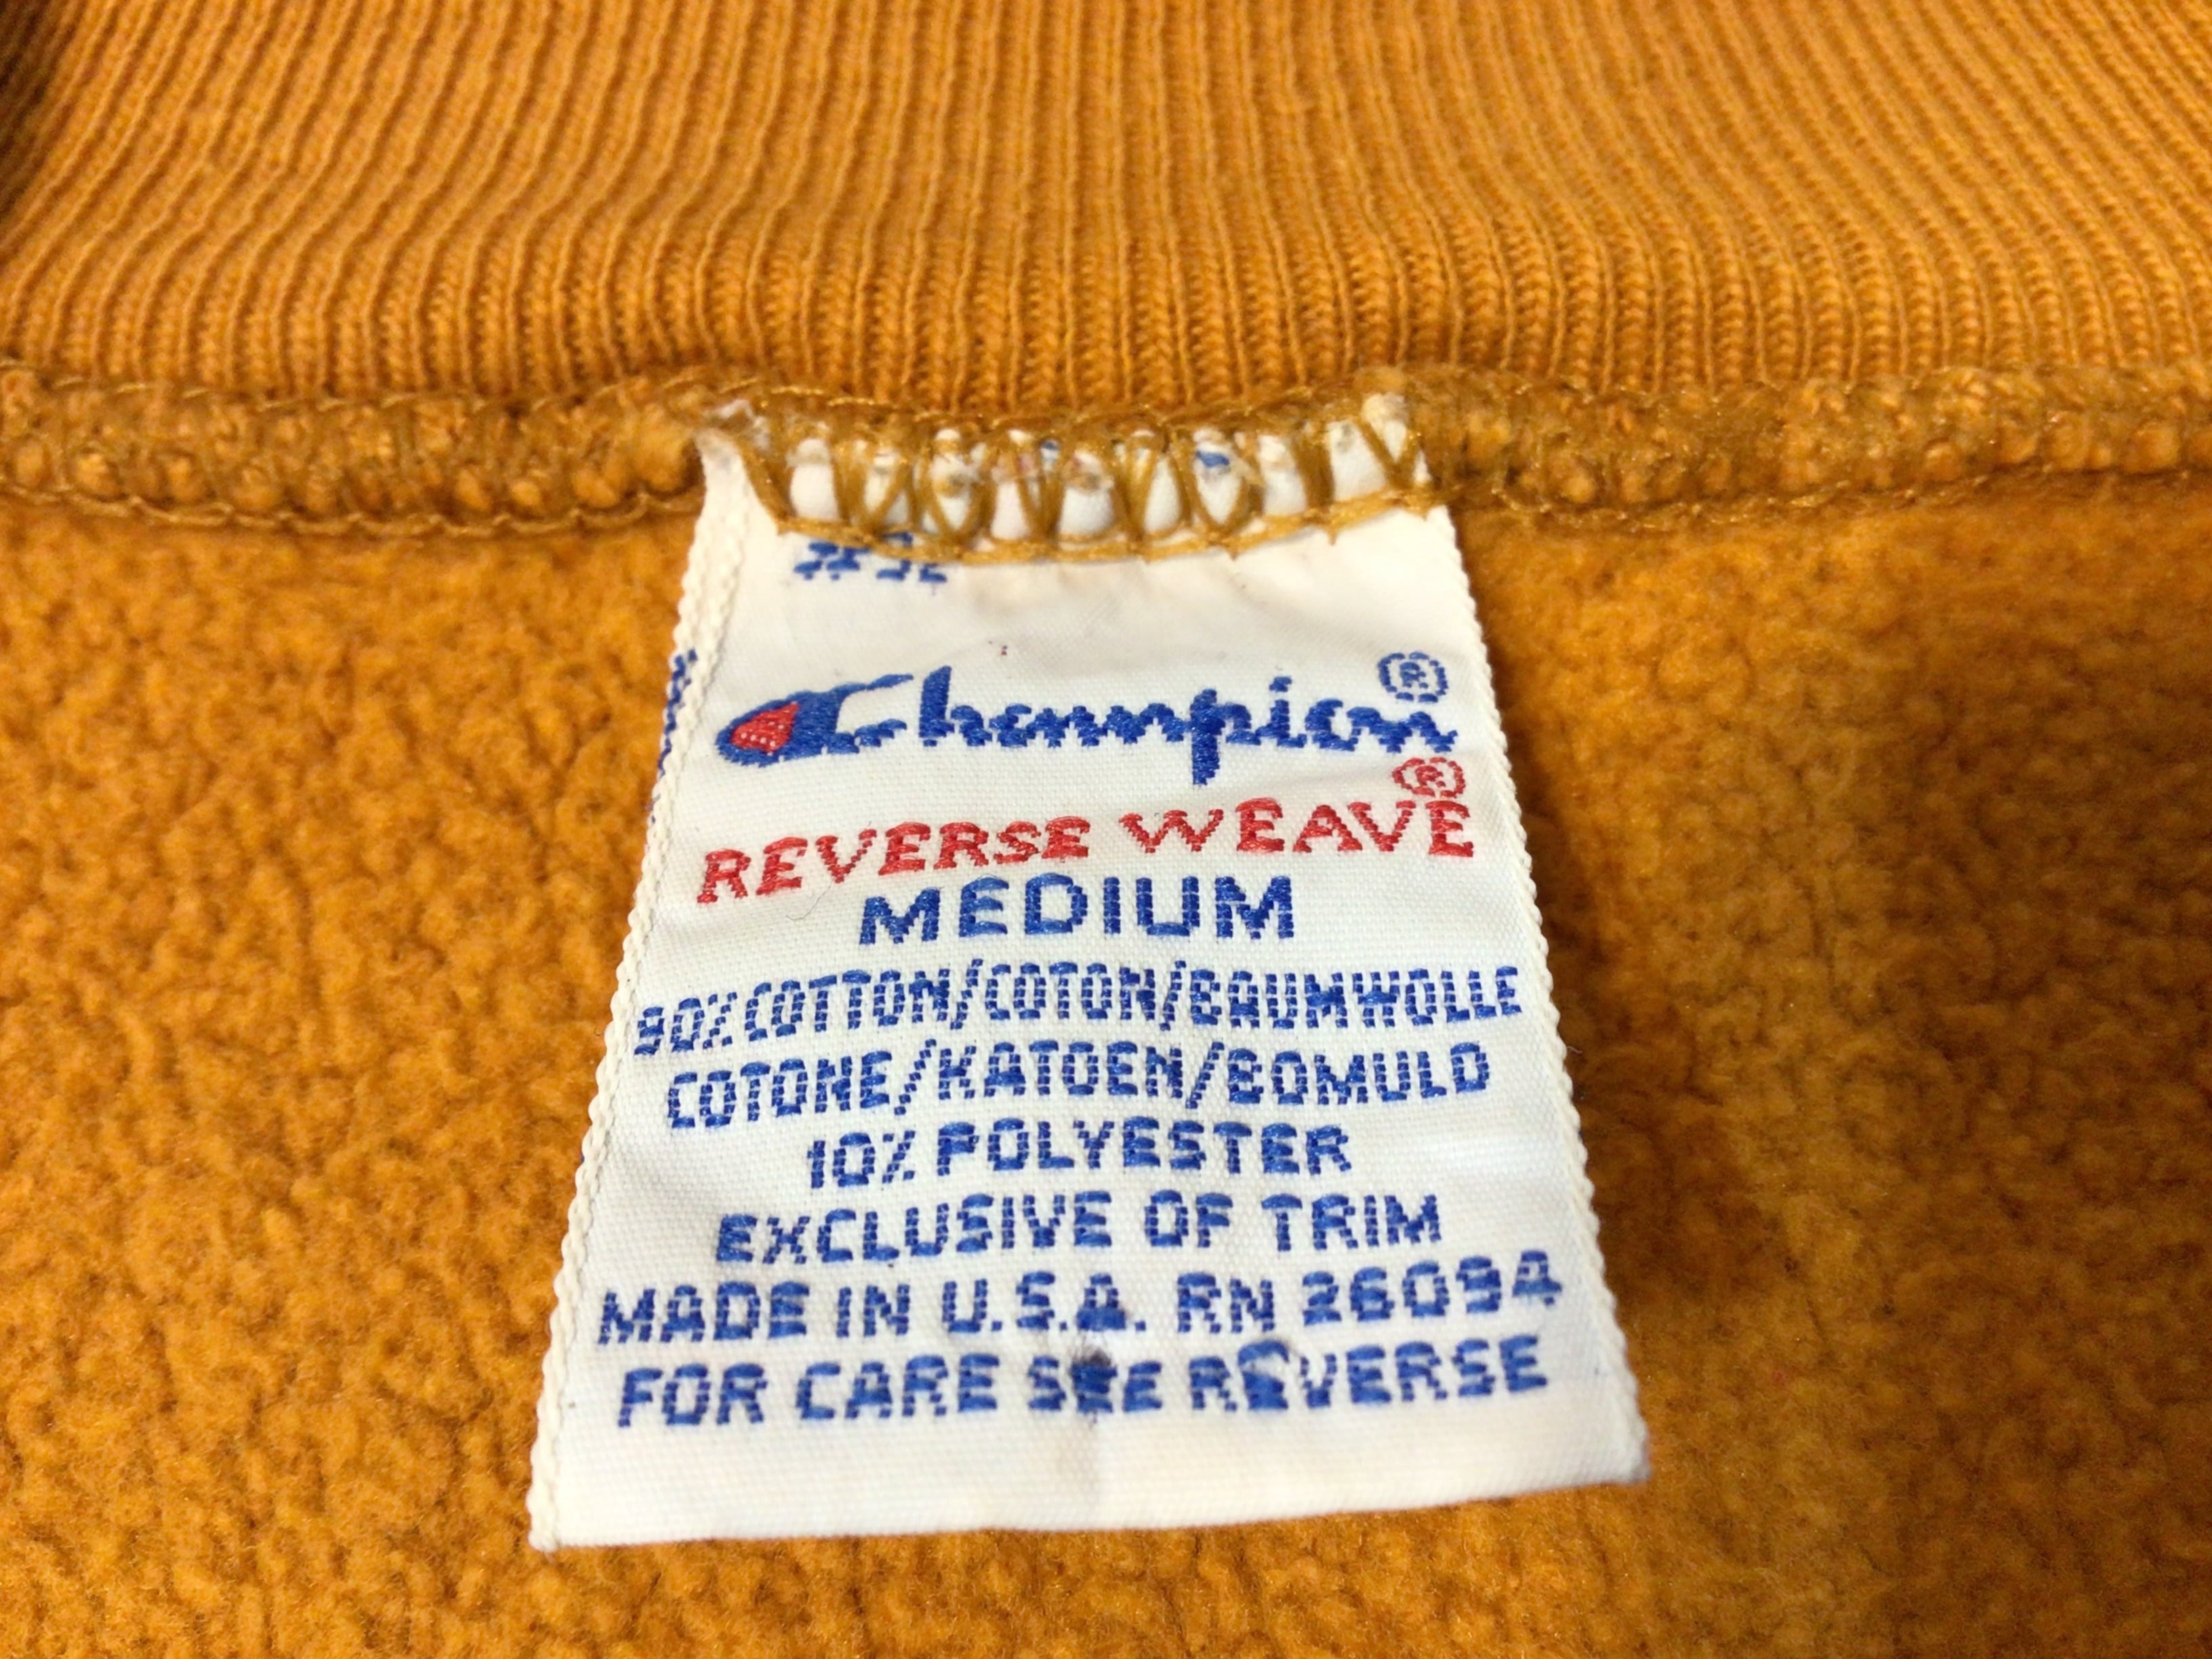 Champion®
REVERSE WEAVE®
MEDIUM
90% COTTON/COTON/BAUMWOLLE
COTONE/KATOEN/BOMULD
10% POLYESTER
EXCLUSIVE OF TRIM
MADE IN U.S.A. RN 26094
FOR CARE SEE REVERSE